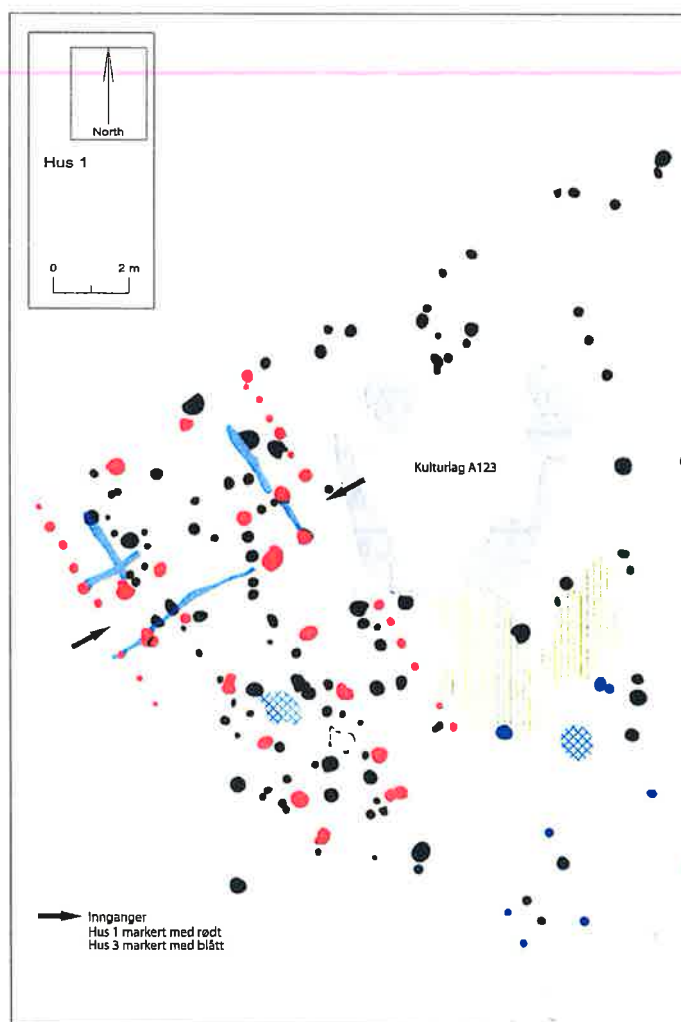 North
Hus 1
0 2 m
Kulturlag A123
Innganger
Hus 1 markert med rødt
Hus 3 markert med blått